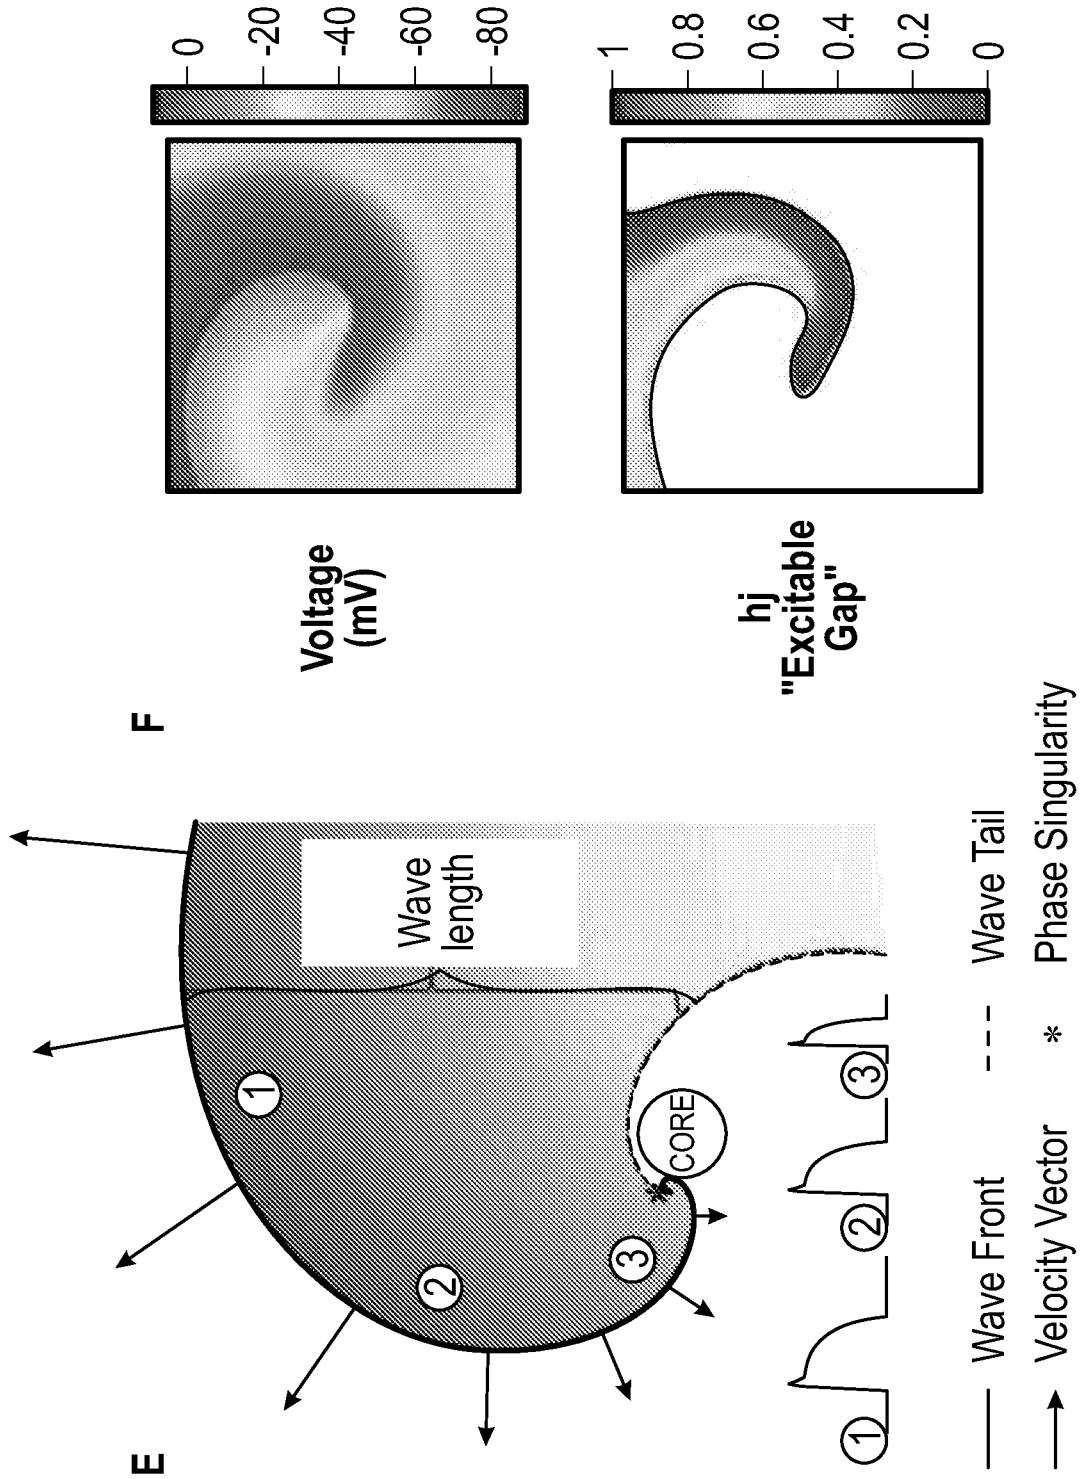 E
1
2
3
CORE
Wave
length
1
2
3
Wave Front
Wave Tail
Velocity Vector
* Phase Singularity
F
Voltage
(mV)
0
-20
-40
-60
-80
hj
"Excitable
Gap"
1
0.8
0.6
0.4
0.2
0